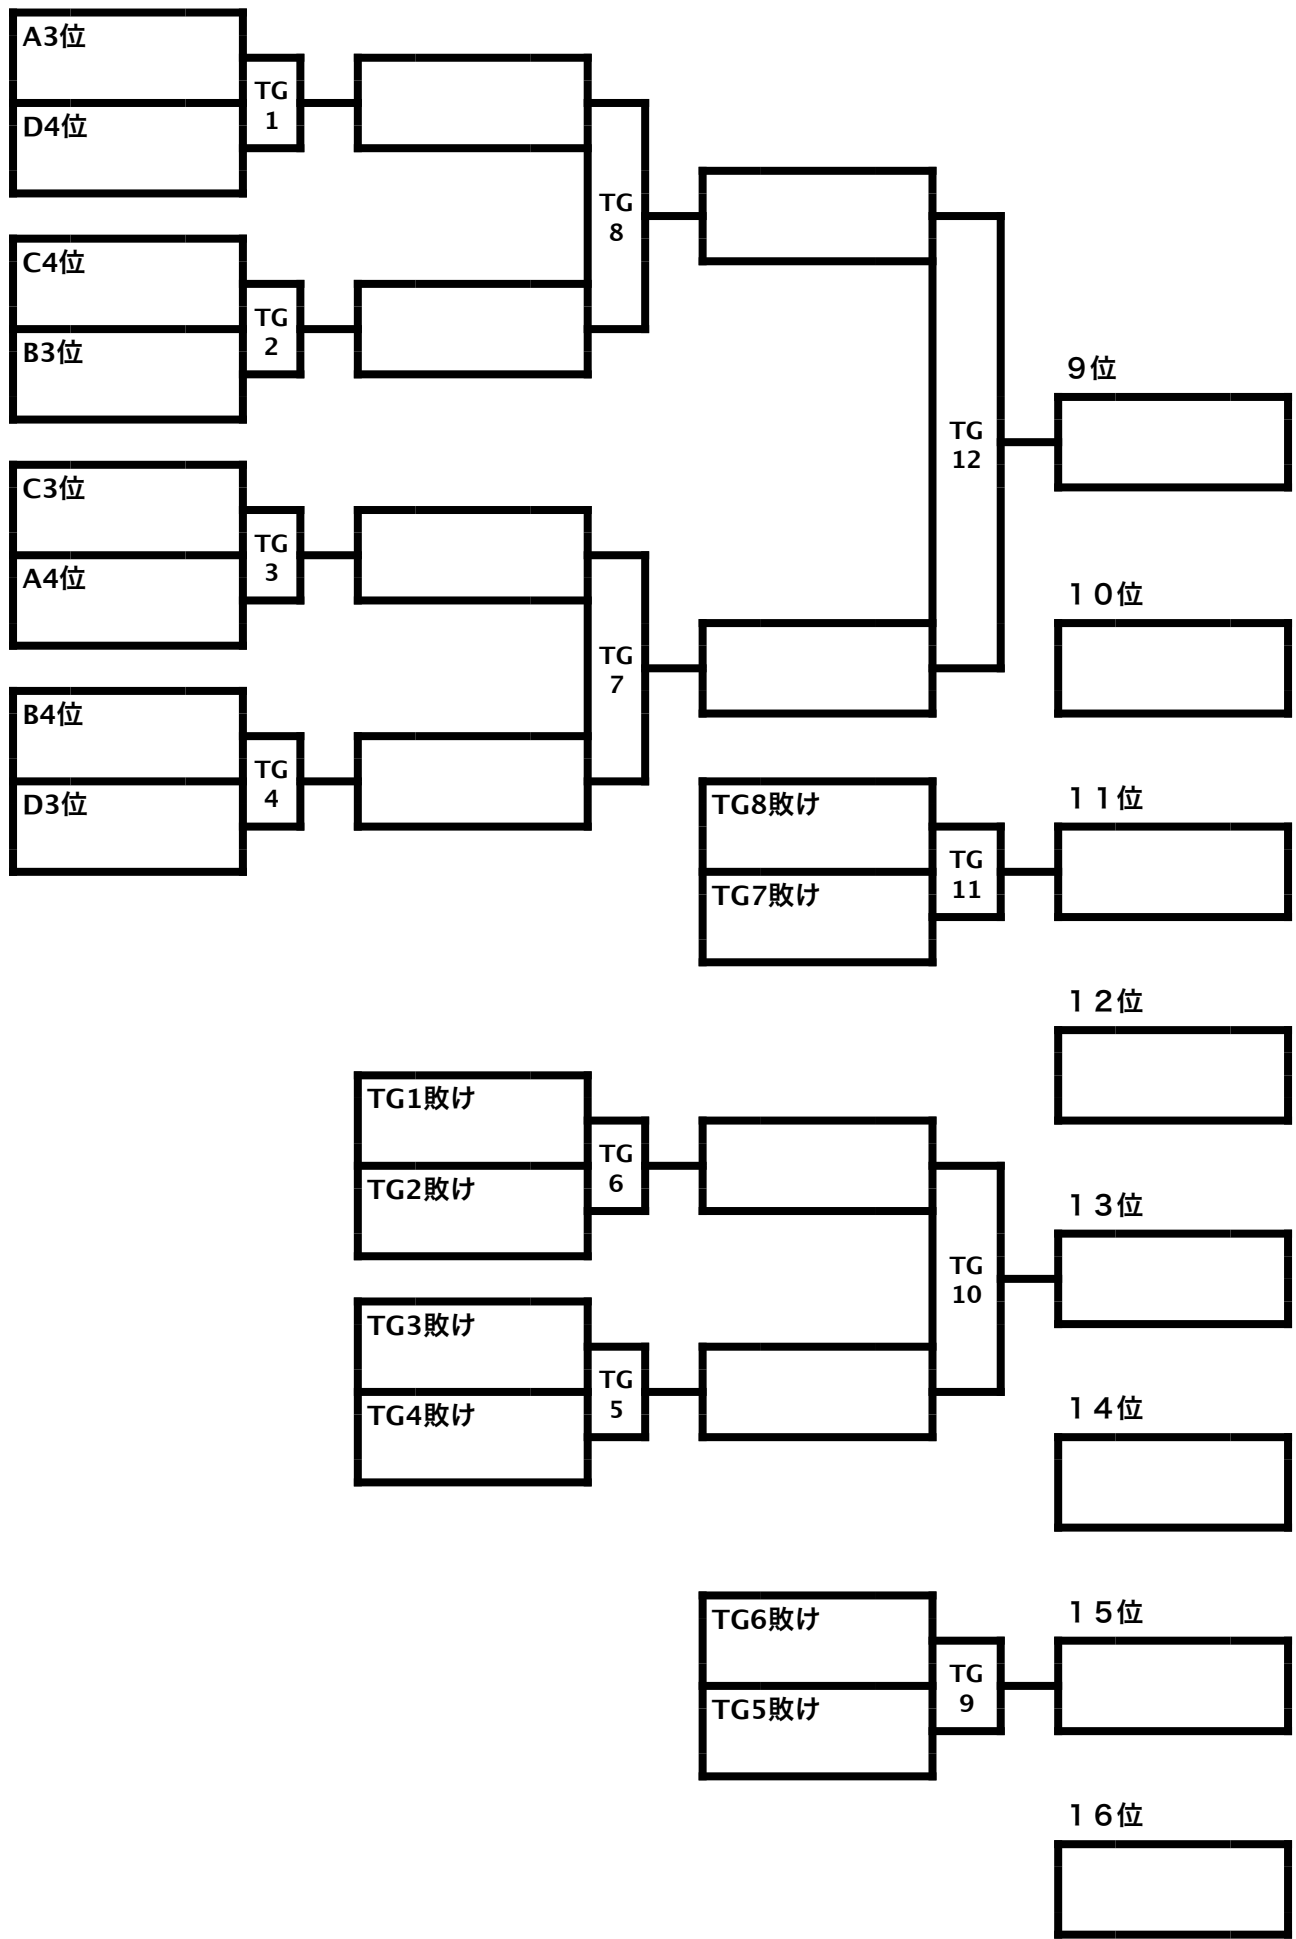 A3位
TG
1
D4位
TG
8
C4位
TG
2
B3位
9位
TG
12
C3位
TG
3
A4位
10位
TG
7
B4位
TG
4
D3位
TG8敗け
11位
TG
11
TG7敗け
12位
TG1敗け
TG
6
TG2敗け
13位
TG
10
TG3敗け
TG
5
TG4敗け
14位
TG6敗け
15位
TG
9
TG5敗け
16位